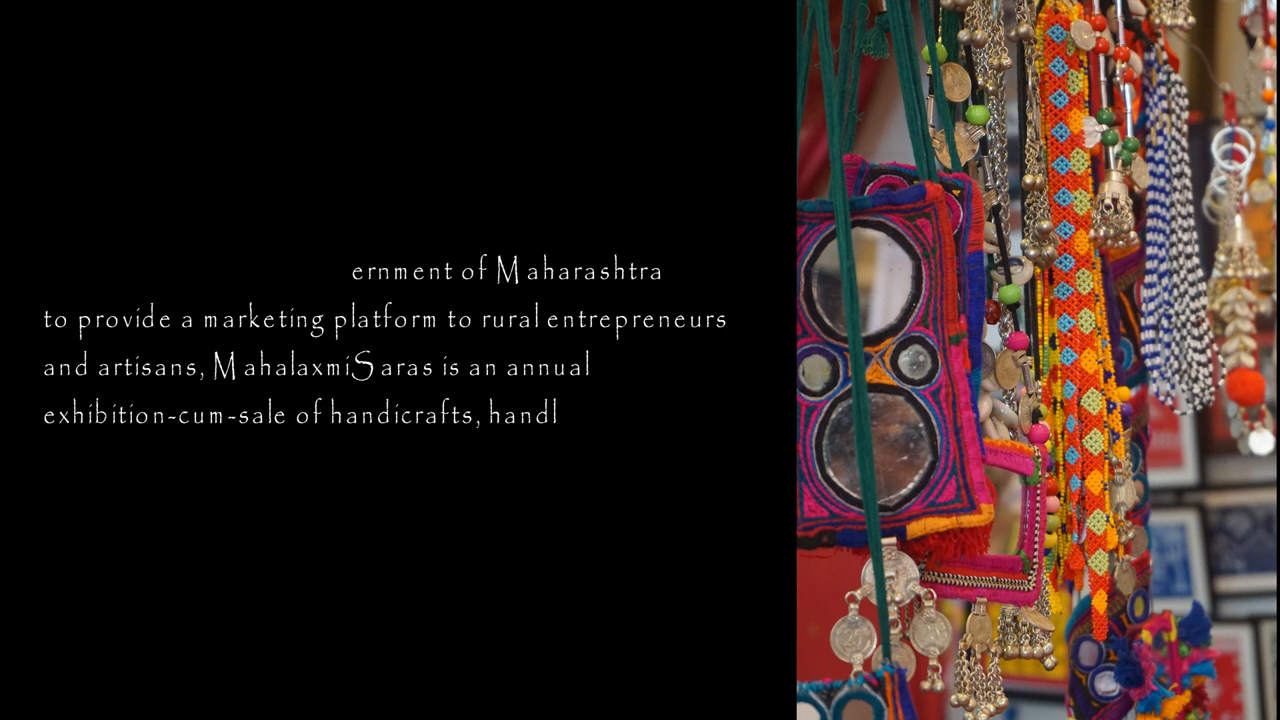 ernment of Maharashtra
to provide a marketing platform to rural entrepreneurs
and artisans, MahalaxmiSaras is an annual
exhibition-cum-sale of handicrafts, handl